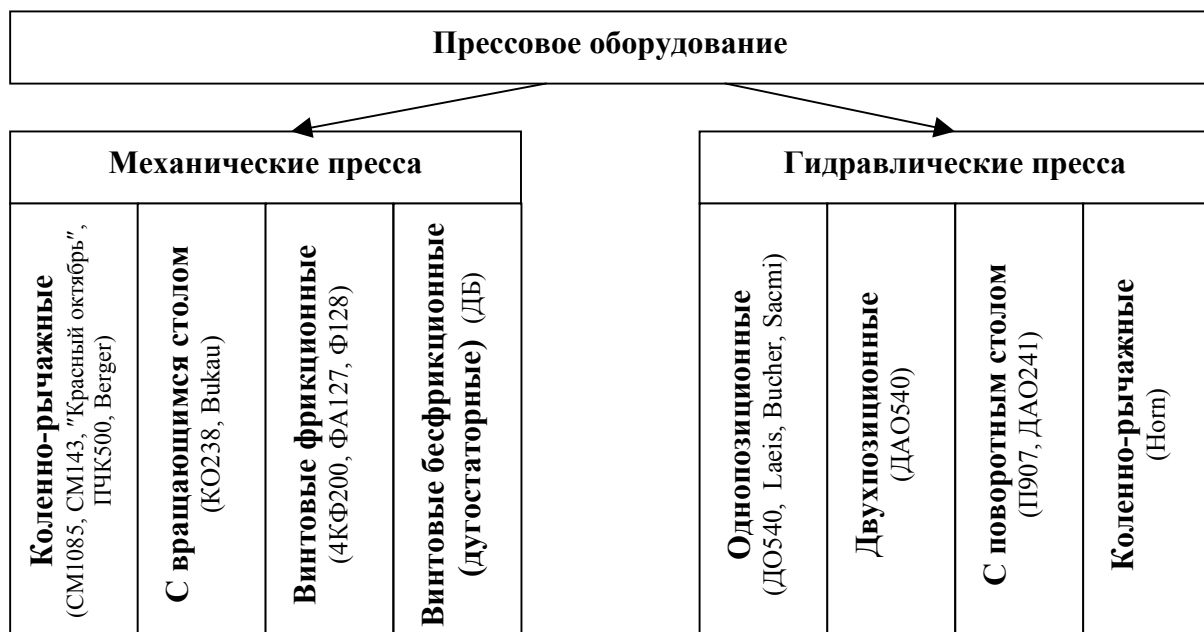 Прессовое оборудование
Механические пресса
Гидравлические пресса
Коленно-рычажные
(СМ1085, СМ143, "Красный октябрь",
ПЧК500, Berger)
С вращающимся столом
(КО238, Bukau)
Винтовые фрикционные
(4КФ200, ФА127, Ф128)
Винтовые бесфрикционные
(дугостаторные) (ДБ)
Однопозиционные
(ДО540, Laeis, Bucher, Sacmi)
Двухпозиционные
(ДАО540)
С поворотным столом
(П907, ДАО241)
Коленно-рычажные
(Horn)